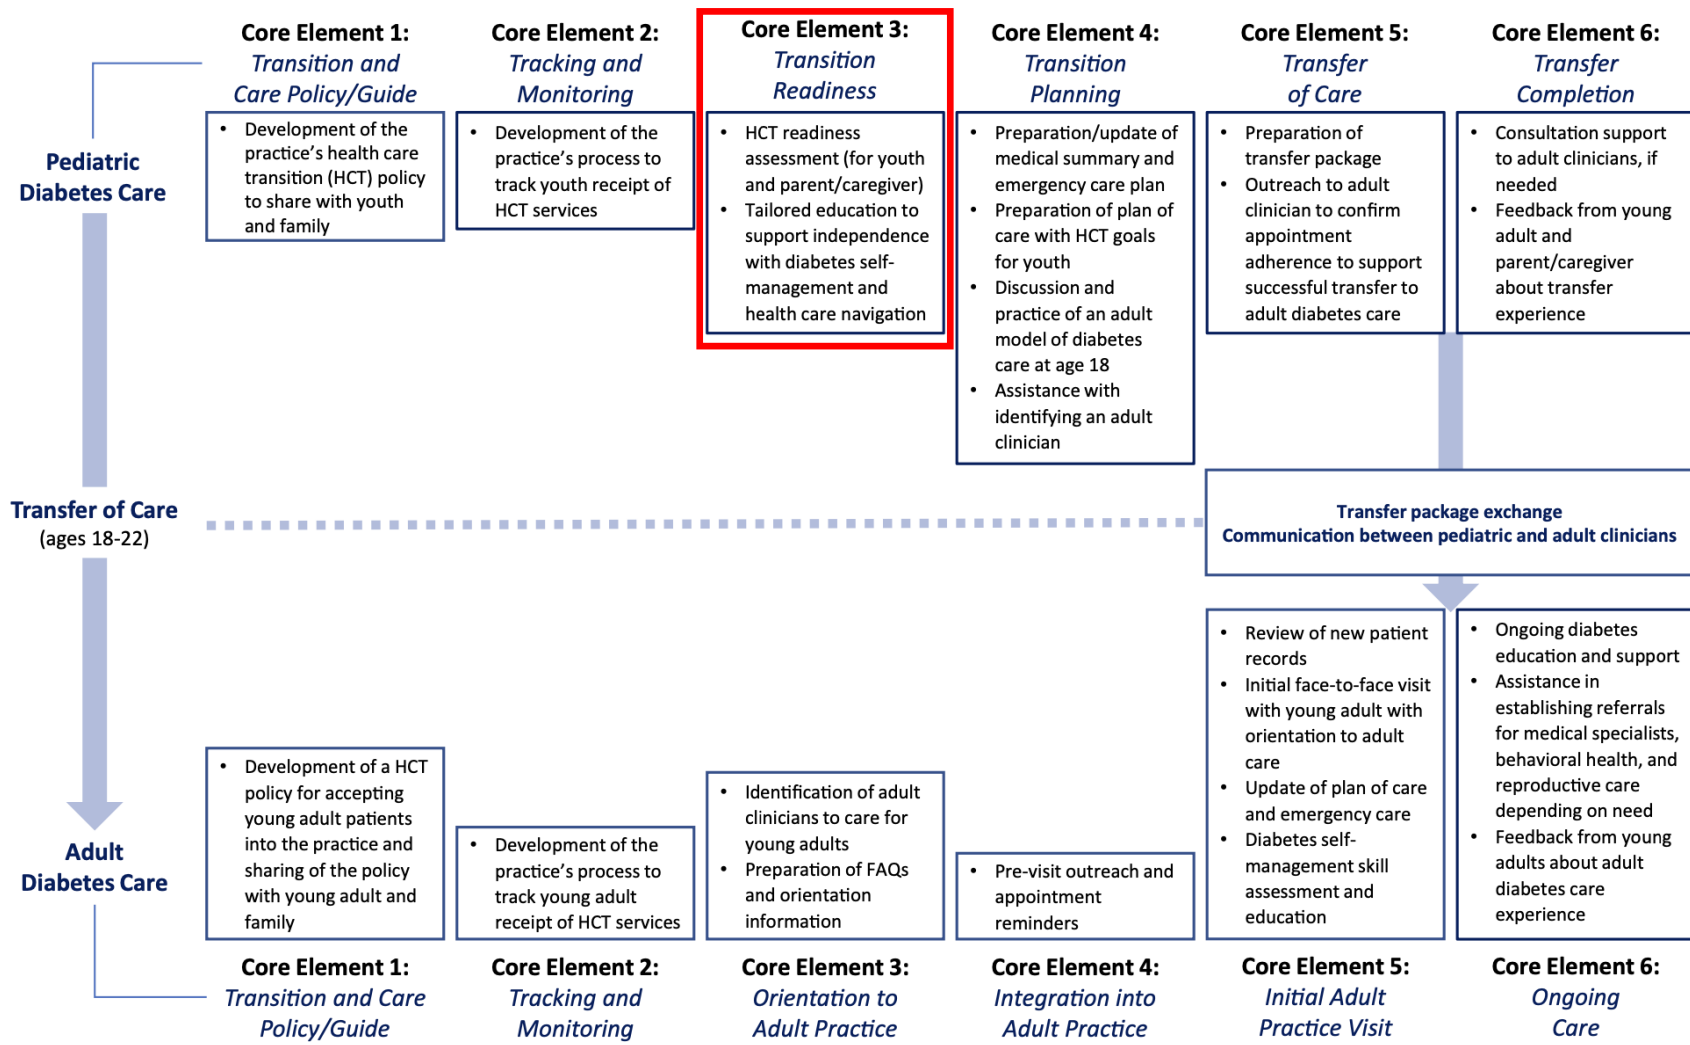 Core Element 1:
Transition and
Care Policy/Guide
Core Element 2:
Tracking and
Monitoring
Core Element 3:
Transition
Readiness
Core Element 4:
Transition
Planning
Core Element 5:
Transfer
of Care
Core Element 6:
Transfer
Completion
Pediatric
Diabetes Care
• Development of the
practice's health care
transition (HCT) policy
to share with youth
and family
• Development of the
practice's process to
track youth receipt of
HCT services
• HCT readiness
assessment (for youth
and parent/caregiver)
• Tailored education to
support independence
with diabetes self-
management and
health care navigation
• Preparation/update of
medical summary and
emergency care plan
• Preparation of plan of
care with HCT goals
for youth
• Discussion and
practice of an adult
model of diabetes
care at age 18
• Assistance with
identifying an adult
clinician
• Preparation of
transfer package
• Outreach to adult
clinician to confirm
appointment
adherence to support
successful transfer to
adult diabetes care
• Consultation support
to adult clinicians, if
needed
• Feedback from young
adult and
parent/caregiver
about transfer
experience
Transfer of Care
(ages 18-22)
Transfer package exchange
Communication between pediatric and adult clinicians
Adult
Diabetes Care
• Development of a HCT
policy for accepting
young adult patients
into the practice and
sharing of the policy
with young adult and
family
• Development of the
practice's process to
track young adult
receipt of HCT services
• Identification of adult
clinicians to care for
young adults
• Preparation of FAQs
and orientation
information
• Pre-visit outreach and
appointment
reminders
• Review of new patient
records
• Initial face-to-face visit
with young adult with
orientation to adult
care
• Update of plan of care
and emergency care
• Diabetes self-
management skill
assessment and
education
• Ongoing diabetes
education and support
• Assistance in
establishing referrals
for medical specialists,
behavioral health, and
reproductive care
depending on need
• Feedback from young
adults about adult
diabetes care
experience
Core Element 1:
Transition and Care
Policy/Guide
Core Element 2:
Tracking and
Monitoring
Core Element 3:
Orientation to
Adult Practice
Core Element 4:
Integration into
Adult Practice
Core Element 5:
Initial Adult
Practice Visit
Core Element 6:
Ongoing
Care